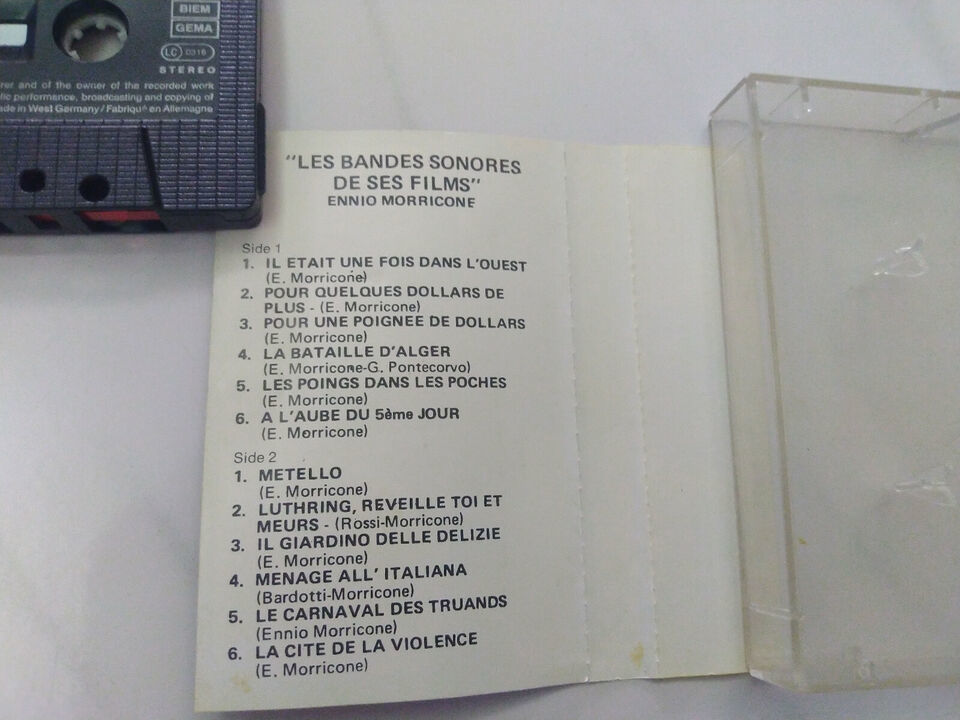 BIEM
GEMA
LC 0316
STEREO
rer and of the owner of the recorded work
lic performance, broadcasting and copying of
ade in West Germany / Fabriqué en Allemagne
"LES BANDES SONORES
DE SES FILMS"
ENNIO MORRICONE
Side 1
1. IL ETAIT UNE FOIS DANS L'OUEST
(E. Morricone)
2. POUR QUELQUES DOLLARS DE
PLUS - (E. Morricone)
3. POUR UNE POIGNEE DE DOLLARS
(E. Morricone)
4. LA BATAILLE D'ALGER
(E. Morricone-G. Pontecorvo)
5. LES POINGS DANS LES POCHES
(E. Morricone)
6. A L'AUBE DU 5ème JOUR
(E. Morricone)
Side 2
1. METELLO
(E. Morricone)
2. LUTHRING, REVEILLE TOI ET
MEURS - (Rossi-Morricone)
3. IL GIARDINO DELLE DELIZIE
(E. Morricone)
4. MENAGE ALL' ITALIANA
(Bardotti-Morricone)
5. LE CARNAVAL DES TRUANDS
(Ennio Morricone)
6. LA CITE DE LA VIOLENCE
(E. Morricone)